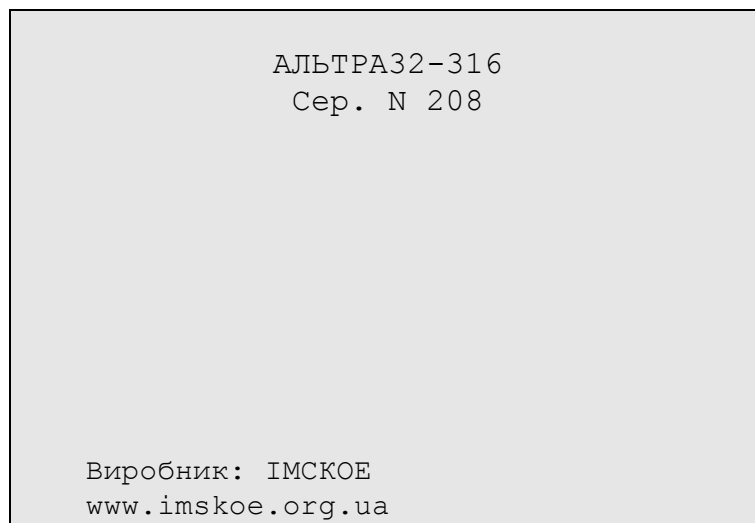 АЛЬТРА32-316
Сер. N 208
Виробник: ІМСКОЕ
www.imskoe.org.ua